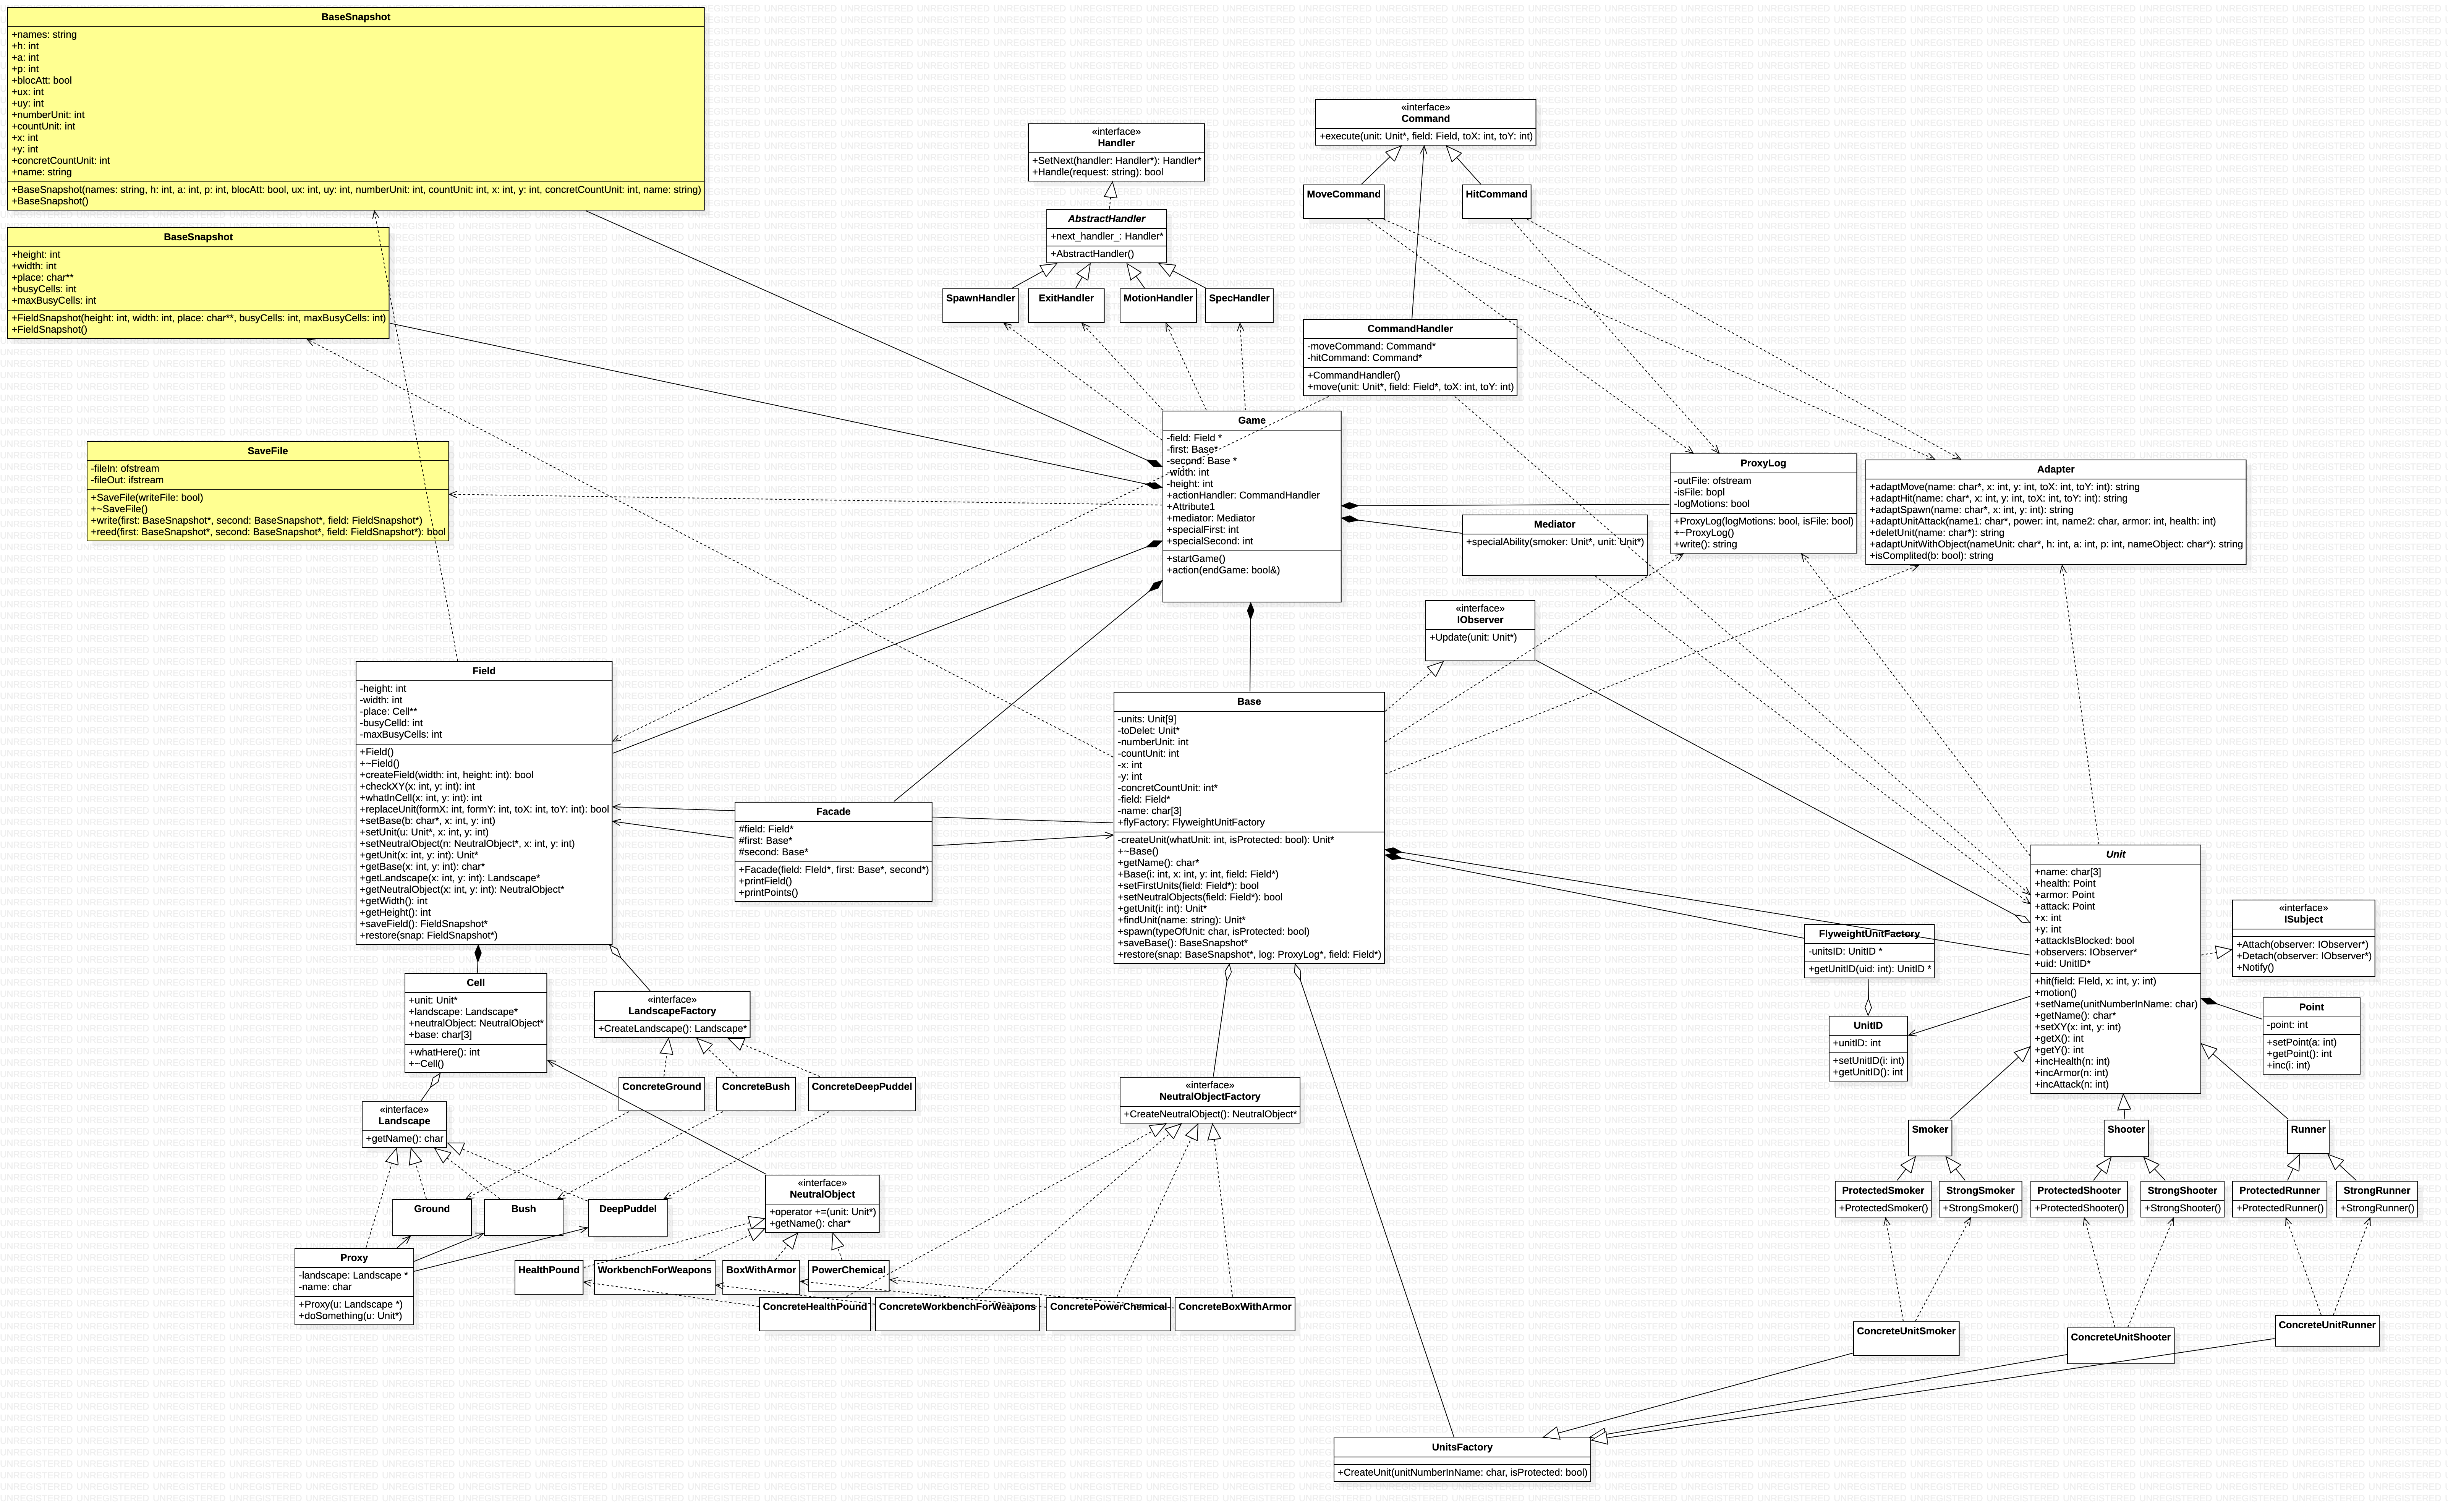 BaseSnapshot
+names: string
+h: int
+a: int
+p: int
+blocAtt: bool
+ux: int
+uy: int
+numberUnit: int
+countUnit: int
+x: int
+y: int
+concretCountUnit: int
+name: string
+BaseSnapshot(names: string, h: int, a: int, p: int, blocAtt: bool, ux: int, uy: int, numberUnit: int, countUnit: int, x: int, y: int, concretCountUnit: int, name: string)
+BaseSnapshot()
BaseSnapshot
+height: int
+width: int
+place: char**
+busyCells: int
+maxBusyCells: int
+FieldSnapshot(height: int, width: int, place: char**, busyCells: int, maxBusyCells: int)
+FieldSnapshot()
SaveFile
-fileIn: ofstream
-fileOut: ifstream
+SaveFile(writeFile: bool)
+~SaveFile()
+write(first: BaseSnapshot*, second: BaseSnapshot*, field: FieldSnapshot*)
+reed(first: BaseSnapshot*, second: BaseSnapshot*, field: FieldSnapshot*): bool
«interface»
Handler
+SetNext(handler: Handler*): Handler*
+Handle(request: string): bool
AbstractHandler
+next_handler_: Handler*
+AbstractHandler()
SpawnHandler
ExitHandler
MotionHandler
SpecHandler
«interface»
Command
+execute(unit: Unit*, field: Field, toX: int, toY: int)
MoveCommand
HitCommand
CommandHandler
-moveCommand: Command*
-hitCommand: Command*
+CommandHandler()
+move(unit: Unit*, field: Field*, toX: int, toY: int)
Game
-field: Field *
-first: Base*
-second: Base *
-width: int
-height: int
+actionHandler: CommandHandler
+Attribute1
+mediator: Mediator
+specialFirst: int
+specialSecond: int
+startGame()
+action(endGame: bool&)
Mediator
+specialAbility(smoker: Unit*, unit: Unit*)
ProxyLog
-outFile: ofstream
-isFile: bopl
-logMotions: bool
+ProxyLog(logMotions: bool, isFile: bool)
+~ProxyLog()
+write(): string
Adapter
+adaptMove(name: char*, x: int, y: int, toX: int, toY: int): string
+adaptHit(name: char*, x: int, y: int, toX: int, toY: int): string
+adaptSpawn(name: char*, x: int, y: int): string
+adaptUnitAttack(name1: char*, power: int, name2: char, armor: int, health: int)
+deletUnit(name: char*): string
+adaptUnitWithObject(nameUnit: char*, h: int, a: int, p: int, nameObject: char*): string
+isComplited(b: bool): string
«interface»
IObserver
+Update(unit: Unit*)
Field
-height: int
-width: int
-place: Cell**
-busyCelld: int
-maxBusyCells: int
+Field()
+~Field()
+createField(width: int, height: int): bool
+checkXY(x: int, y: int): int
+whatInCell(x: int, y: int): int
+replaceUnit(formX: int, formY: int, toX: int, toY: int): bool
+setBase(b: char*, x: int, y: int)
+setUnit(u: Unit*, x: int, y: int)
+setNeutralObject(n: NeutralObject*, x: int, y: int)
+getUnit(x: int, y: int): Unit*
+getBase(x: int, y: int): char*
+getLandscape(x: int, y: int): Landscape*
+getNeutralObject(x: int, y: int): NeutralObject*
+getWidth(): int
+getHeight(): int
+saveField(): FieldSnapshot*
+restore(snap: FieldSnapshot*)
Facade
#field: Field*
#first: Base*
#second: Base*
+Facade(field: FIeld*, first: Base*, second*)
+printField()
+printPoints()
Base
-units: Unit[9]
-toDelet: Unit*
-numberUnit: int
-countUnit: int
-x: int
-y: int
-concretCountUnit: int*
-field: Field*
-name: char[3]
+flyFactory: FlyweightUnitFactory
-createUnit(whatUnit: int, isProtected: bool): Unit*
+~Base()
+getName(): char*
+Base(i: int, x: int, y: int, field: Field*)
+setFirstUnits(field: Field*): bool
+setNeutralObjects(field: Field*): bool
+getUnit(i: int): Unit*
+findUnit(name: string): Unit*
+spawn(typeOfUnit: char, isProtected: bool)
+saveBase(): BaseSnapshot*
+restore(snap: BaseSnapshot*, log: ProxyLog*, field: Field*)
FlyweightUnitFactory
-unitsID: UnitID *
+getUnitID(uid: int): UnitID *
UnitID
+unitID: int
+setUnitID(i: int)
+getUnitID(): int
Unit
+name: char[3]
+health: Point
+armor: Point
+attack: Point
+x: int
+y: int
+attackIsBlocked: bool
+observers: IObserver*
+uid: UnitID*
+hit(field: FIeld, x: int, y: int)
+motion()
+setName(unitNumberInName: char)
+getName(): char*
+setXY(x: int, y: int)
+getX(): int
+getY(): int
+incHealth(n: int)
+incArmor(n: int)
+incAttack(n: int)
«interface»
ISubject
+Attach(observer: IObserver*)
+Detach(observer: IObserver*)
+Notify()
Point
-point: int
+setPoint(a: int)
+getPoint(): int
+inc(i: int)
Cell
+unit: Unit*
+landscape: Landscape*
+neutralObject: NeutralObject*
+base: char[3]
+whatHere(): int
+~Cell()
«interface»
LandscapeFactory
+CreateLandscape(): Landscape*
ConcreteGround
ConcreteBush
ConcreteDeepPuddel
«interface»
Landscape
+getName(): char
Ground
Bush
DeepPuddel
Proxy
-landscape: Landscape *
-name: char
+Proxy(u: Landscape *)
+doSomething(u: Unit*)
«interface»
NeutralObject
+operator +=(unit: Unit*)
+getName(): char*
HealthPound
WorkbenchForWeapons
BoxWithArmor
PowerChemical
ConcreteHealthPound
ConcreteWorkbenchForWeapons
ConcretePowerChemical
ConcreteBoxWithArmor
«interface»
NeutralObjectFactory
+CreateNeutralObject(): NeutralObject*
Smoker
Shooter
Runner
ProtectedSmoker
+ProtectedSmoker()
StrongSmoker
+StrongSmoker()
ProtectedShooter
+ProtectedShooter()
StrongShooter
+StrongShooter()
ProtectedRunner
+ProtectedRunner()
StrongRunner
+StrongRunner()
ConcreteUnitSmoker
ConcreteUnitShooter
ConcreteUnitRunner
UnitsFactory
+CreateUnit(unitNumberInName: char, isProtected: bool)